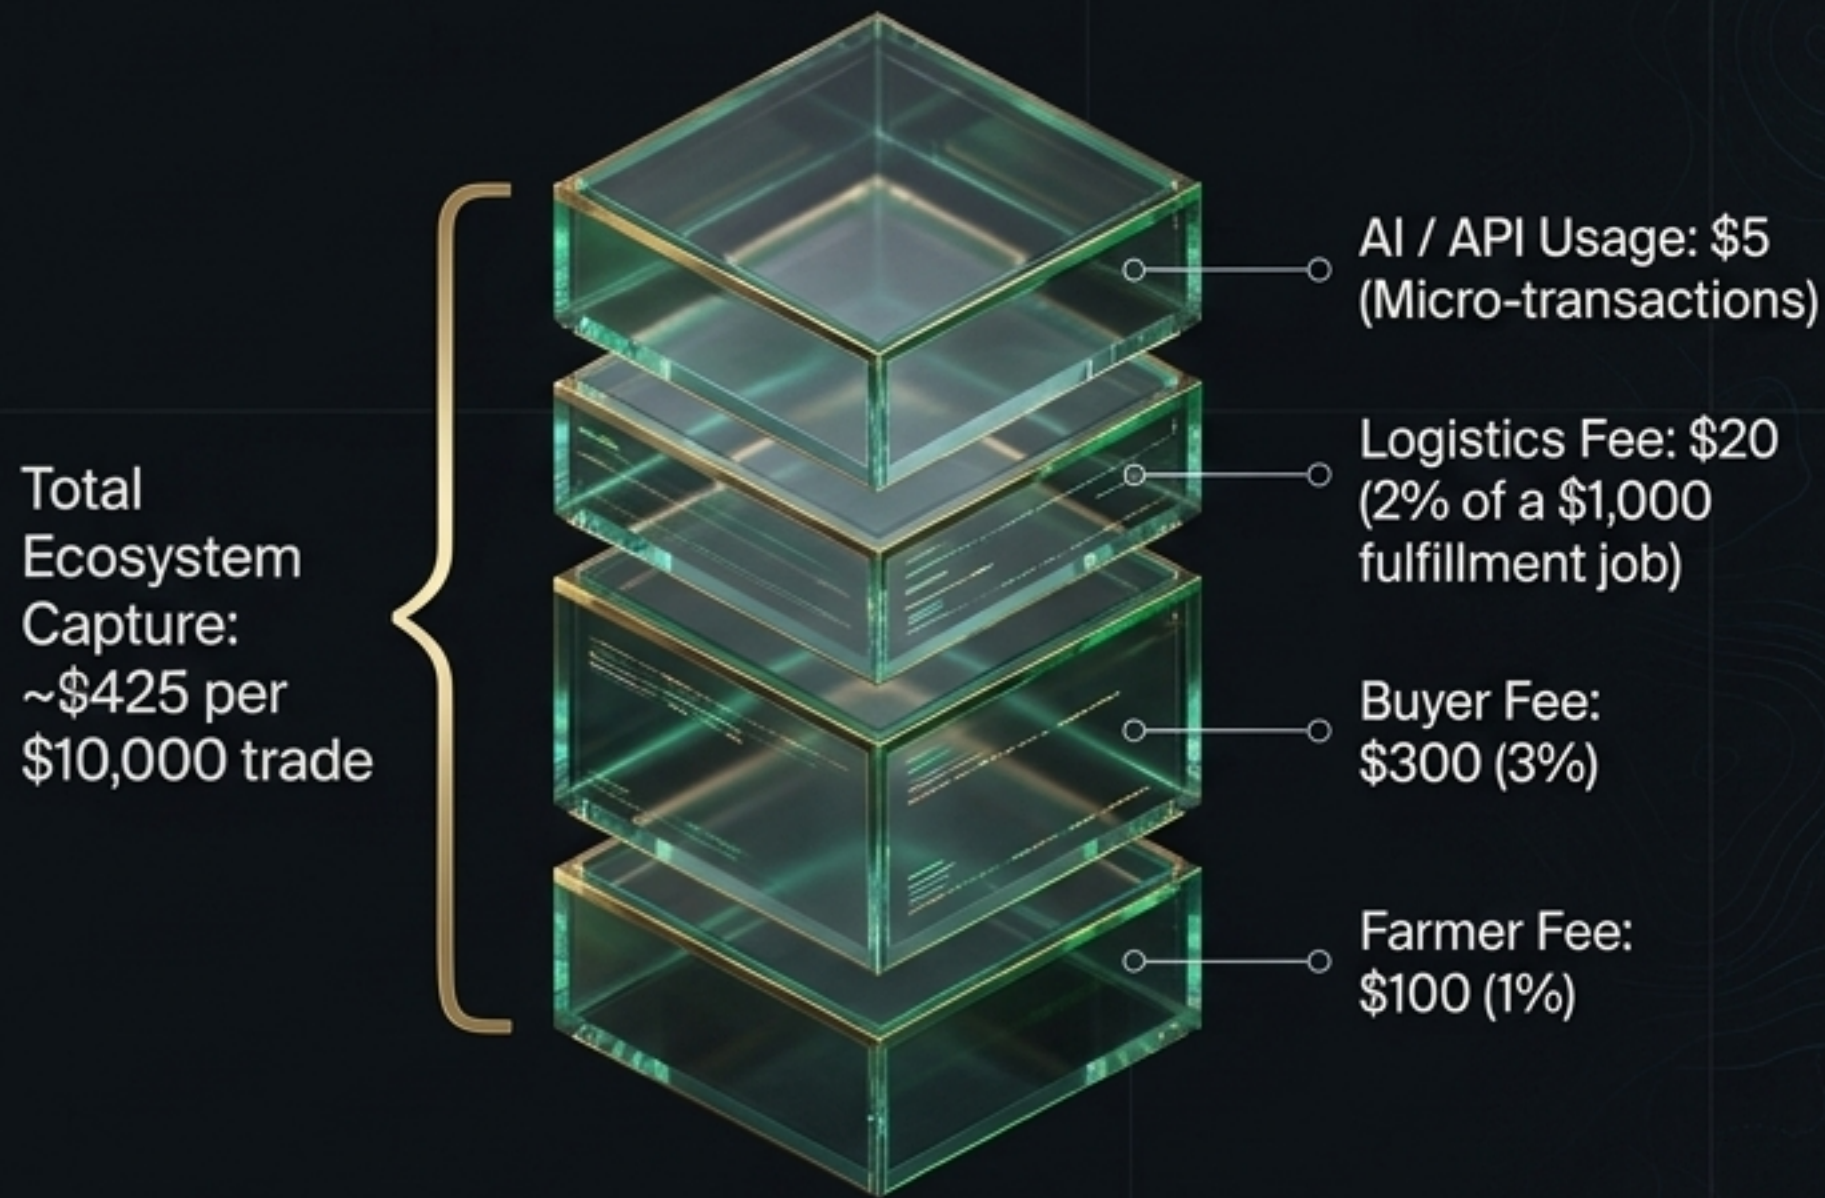 Total
Ecosystem
Capture:
~$425 per
$10,000 trade
AI / API Usage: $5
(Micro-transactions)
Logistics Fee: $20
(2% of a $1,000
fulfillment job)
Buyer Fee:
$300 (3%)
Farmer Fee:
$100 (1%)